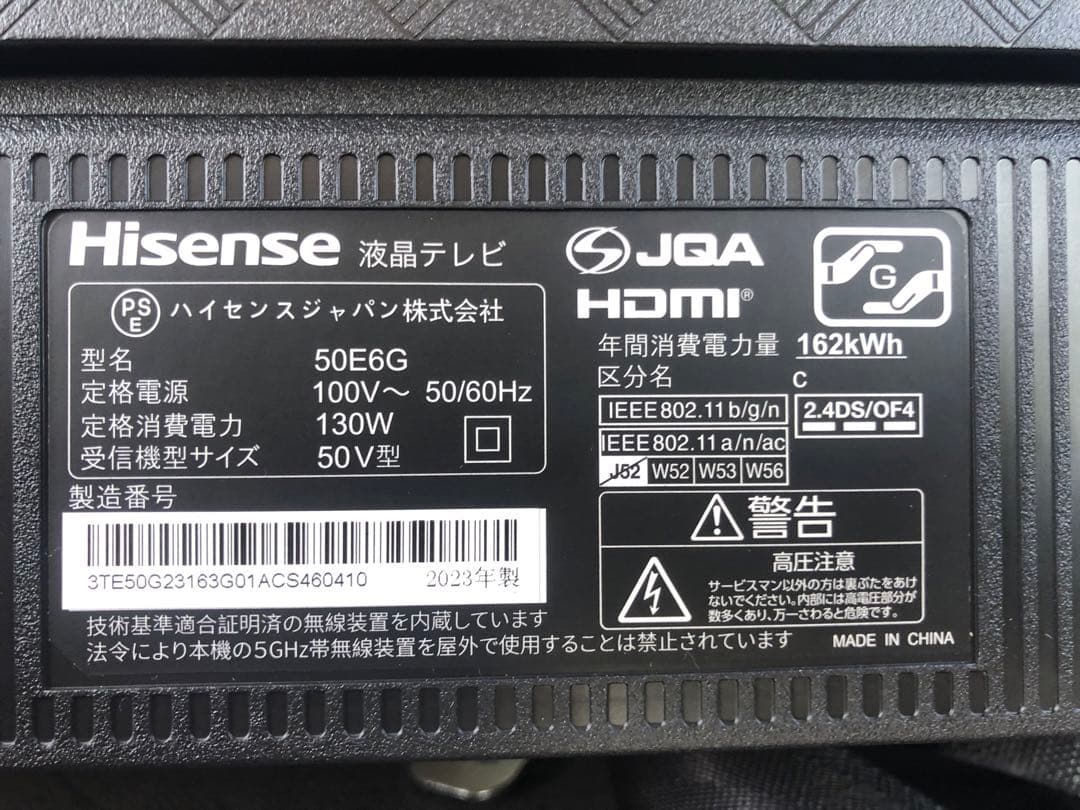 Hisense 液晶テレビ
PS
E
ハイセンスジャパン株式会社
型名 50E6G
定格電源 100V～ 50/60Hz
定格消費電力 130W
受信機型サイズ 50V型
製造番号
3TE50G23163G01ACS460410 2023年製
JQA
G
HDMI®
年間消費電力量 162kWh
区分名 C
IEEE802.11b/g/n
2.4DS/OF4
IEEE802.11a/n/ac
J52 W52 W53 W56
警告
高圧注意
サービスマン以外の方は裏ぶたをあけ
ないでください。内部には高電圧部分が
数多くあり、万一さわると危険です。
技術基準適合証明済の無線装置を内蔵しています
法令により本機の5GHz帯無線装置を屋外で使用することは禁止されています
MADE IN CHINA